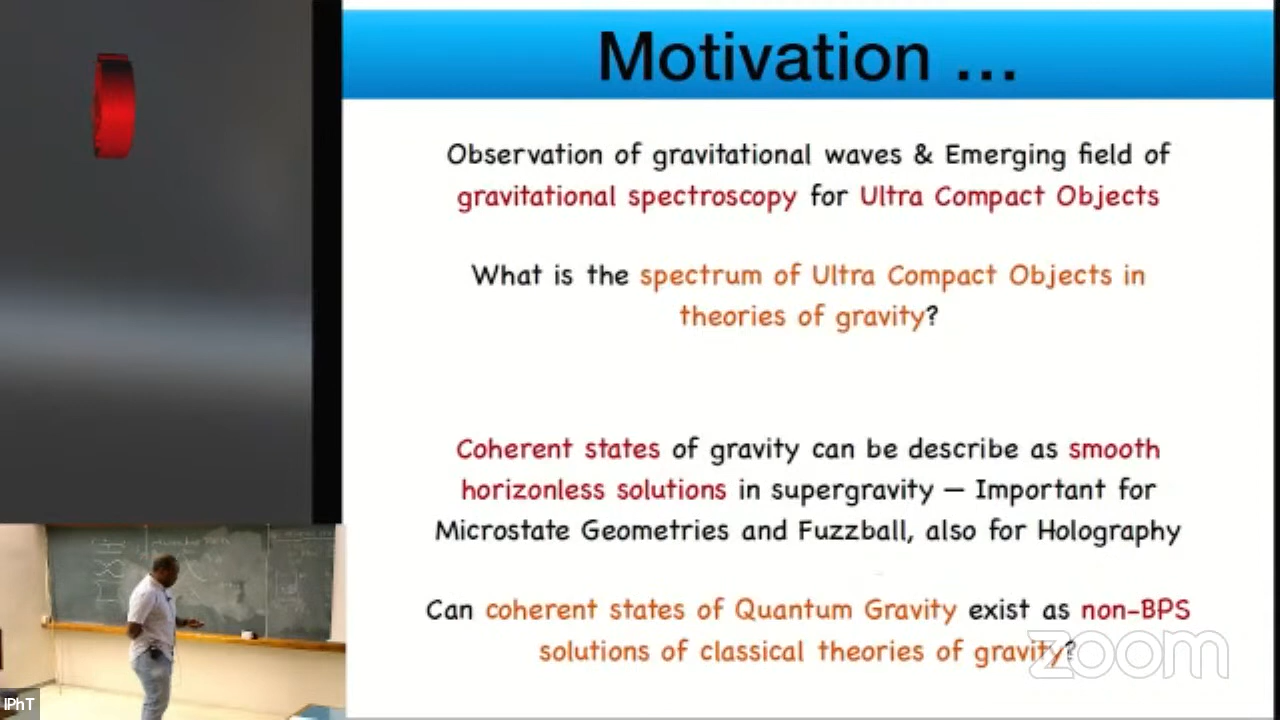 Motivation ...
Observation of gravitational waves & Emerging field of
gravitational spectroscopy for Ultra Compact Objects
What is the spectrum of Ultra Compact Objects in
theories of gravity?
Coherent states of gravity can be describe as smooth
horizonless solutions in supergravity — Important for
Microstate Geometries and Fuzzball, also for Holography
Can coherent states of Quantum Gravity exist as non-BPS
solutions of classical theories of gravity?
zoom
IPhT